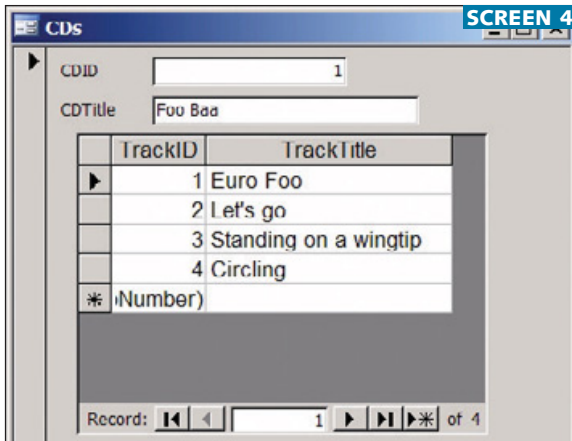 SCREEN 4
CDs
CDID 1
CDTitle Foo Baa
TrackID TrackTitle
1 Euro Foo
2 Let's go
3 Standing on a wingtip
4 Circling
Number)
Record: 1 of 4